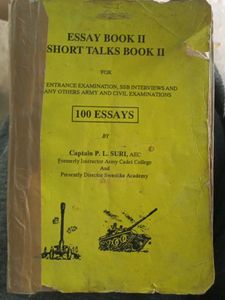 ESSAY BOOK II
SHORT TALKS BOOK II
FOR
ENTRANCE EXAMINATION, SSB INTERVIEWS AND
ANY OTHERS ARMY AND CIVIL EXAMINATIONS
100 ESSAYS
BY
Captain P. L. SURI, AEC
Formerly Instructor Army Cadet College
And
Presently Director Academy